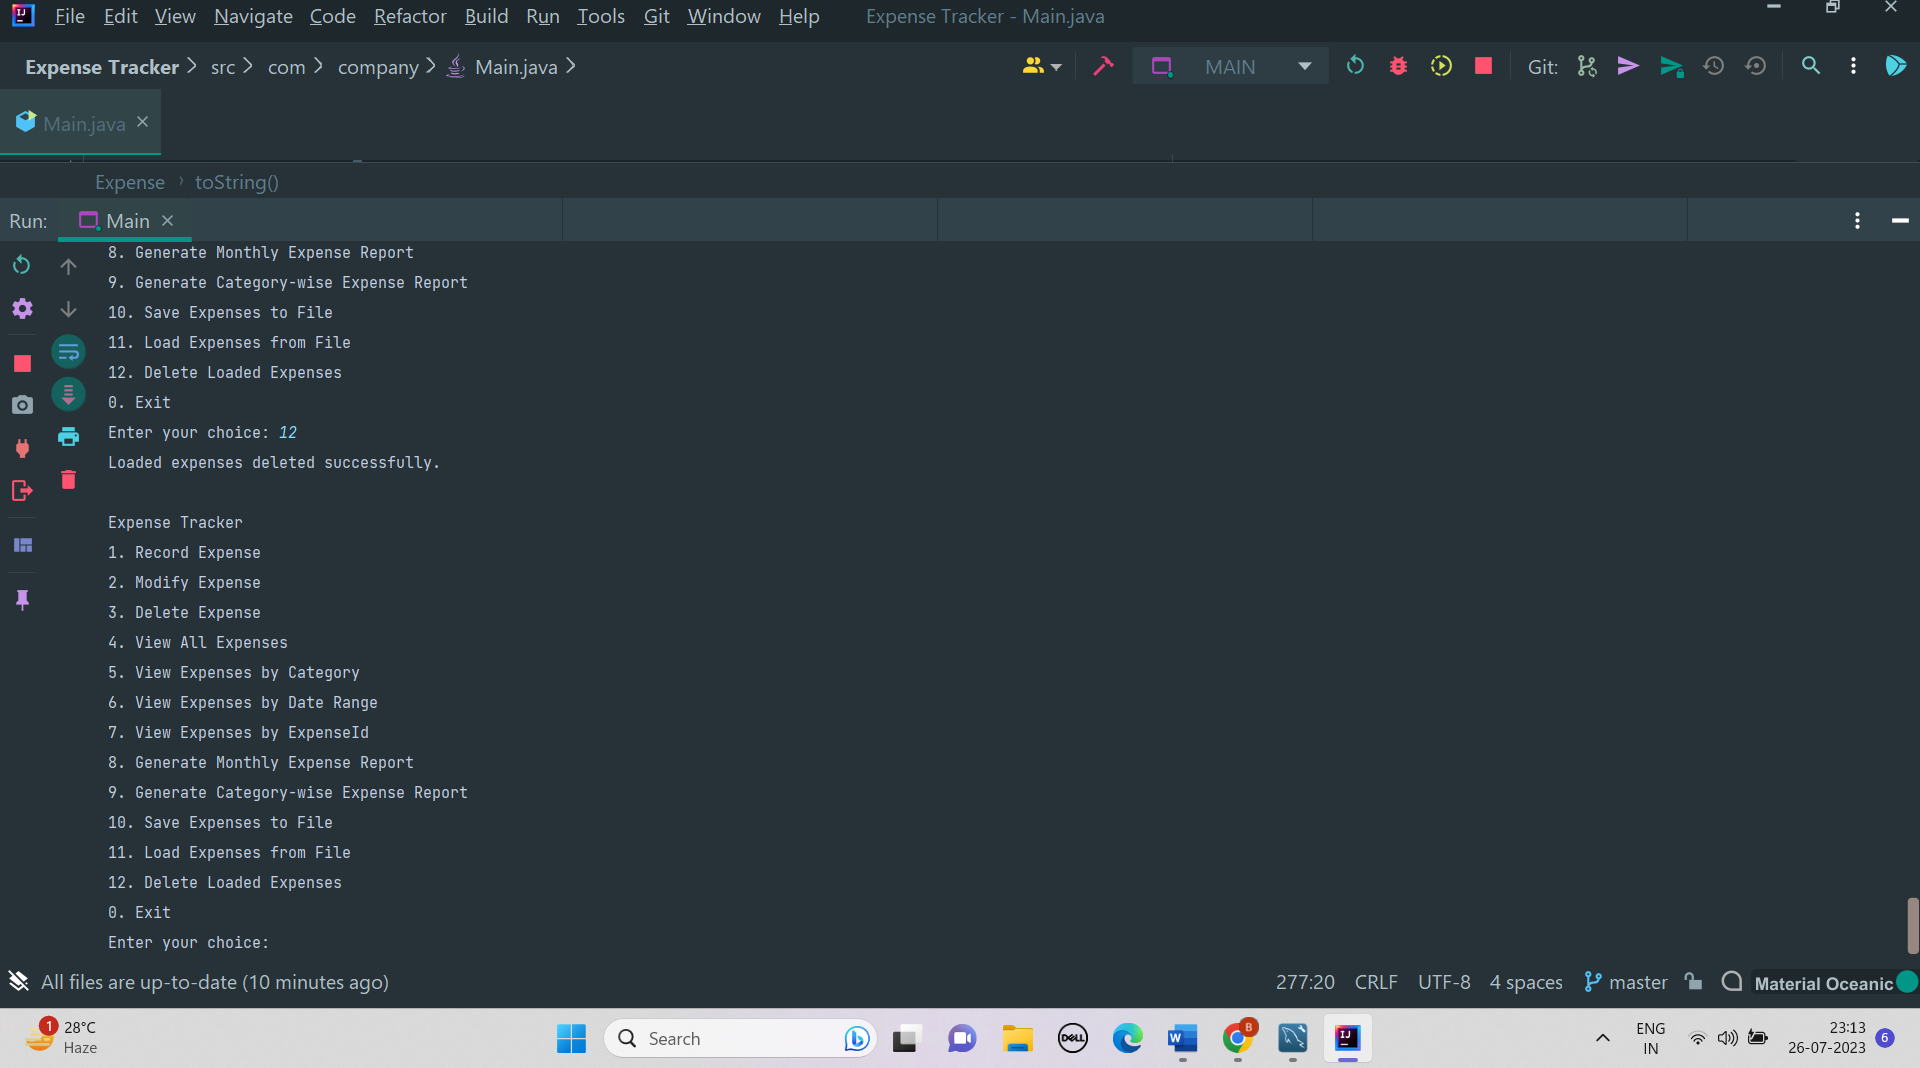 File Edit View Navigate Code Refactor Build Run Tools Git Window Help Expense Tracker - Main.java
Expense Tracker src com company Main.java MAIN Git:
Main.java
Expense toString()
Run: Main
8. Generate Monthly Expense Report
9. Generate Category-wise Expense Report
10. Save Expenses to File
11. Load Expenses from File
12. Delete Loaded Expenses
0. Exit
Enter your choice: 12
Loaded expenses deleted successfully.
Expense Tracker
1. Record Expense
2. Modify Expense
3. Delete Expense
4. View All Expenses
5. View Expenses by Category
6. View Expenses by Date Range
7. View Expenses by ExpenseId
8. Generate Monthly Expense Report
9. Generate Category-wise Expense Report
10. Save Expenses to File
11. Load Expenses from File
12. Delete Loaded Expenses
0. Exit
Enter your choice:
All files are up-to-date (10 minutes ago) 277:20 CRLF UTF-8 4 spaces master Material Oceanic
1 28°C Search DELL W B IJ ENG 23:13 6
Haze IN 26-07-2023